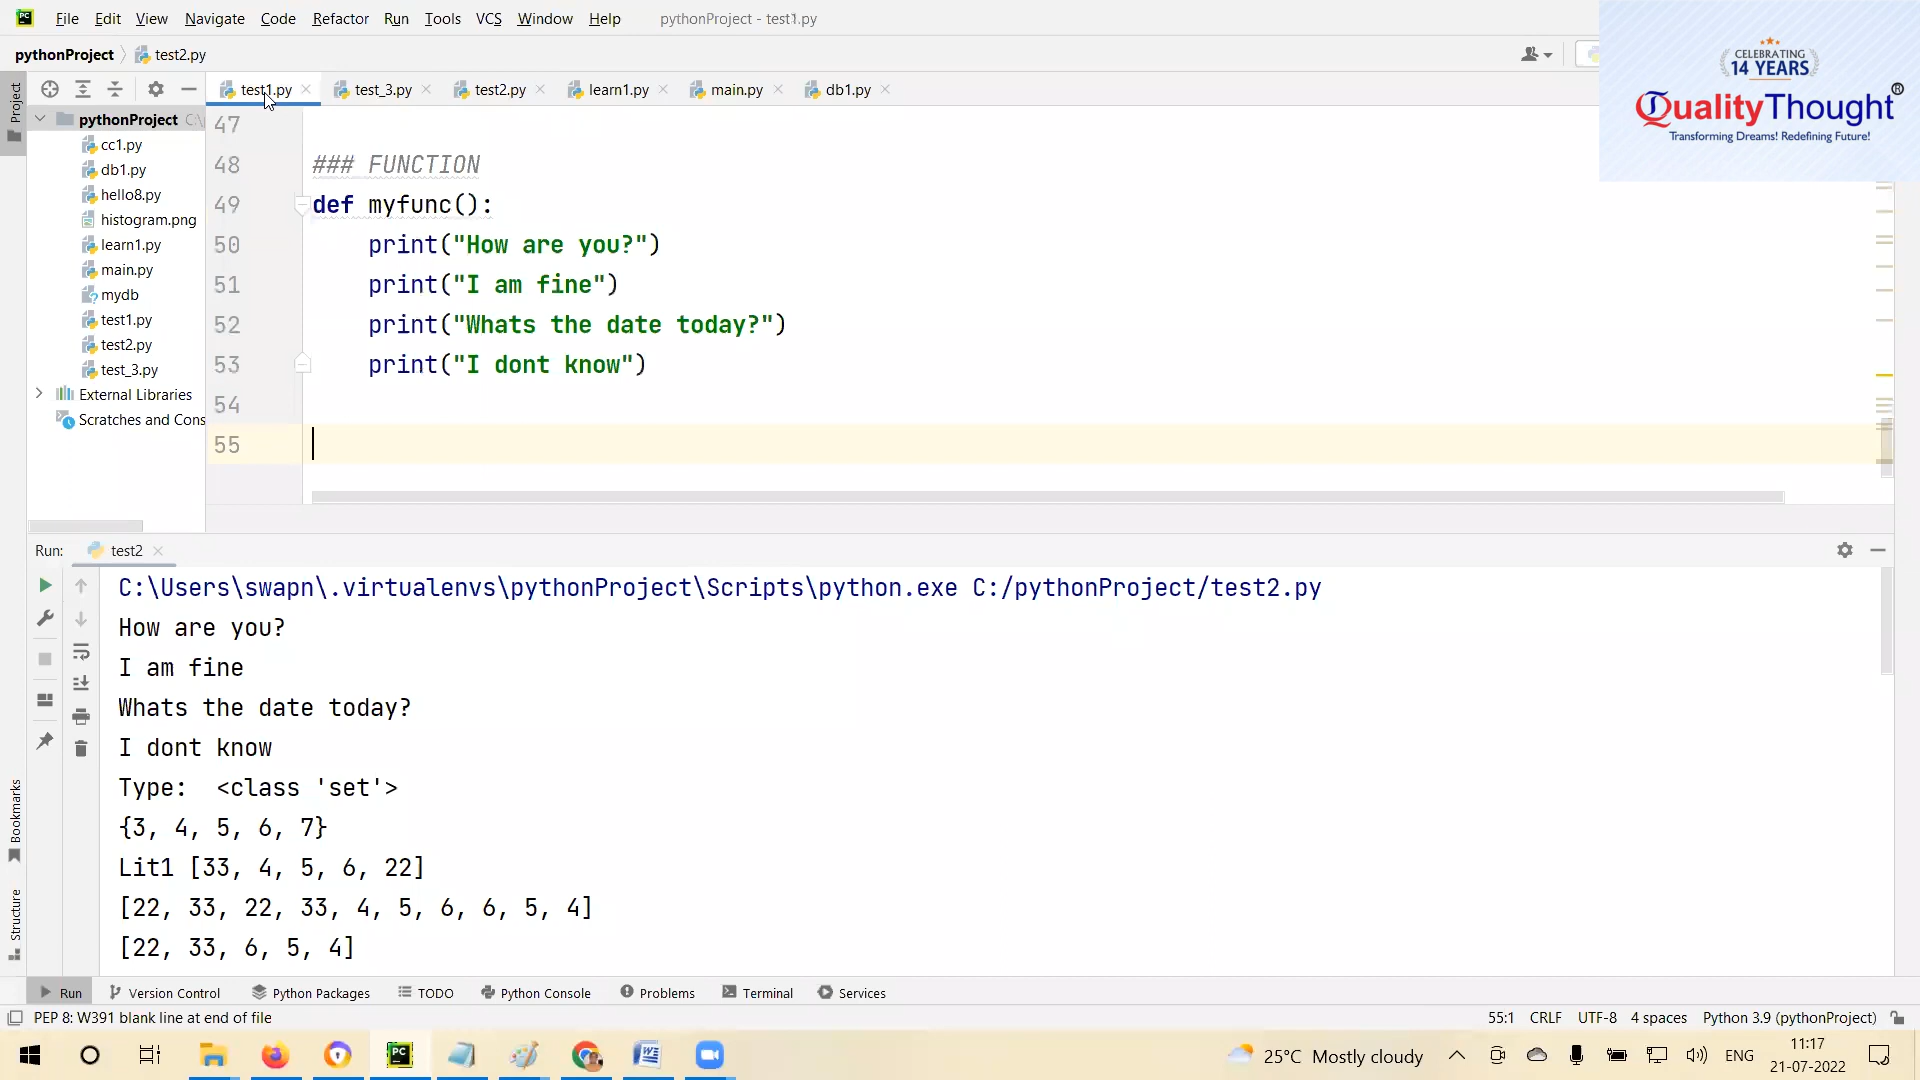 File Edit View Navigate Code Refactor Run Tools VCS Window Help pythonProject - test1.py
pythonProject test2.py
CELEBRATING
14 YEARS
QualityThought®
Transforming Dreams! Redefining Future!
Project
test1.py test_3.py test2.py learn1.py main.py db1.py
pythonProject
cc1.py
db1.py
hello8.py
histogram.png
learn1.py
main.py
mydb
test1.py
test2.py
test_3.py
External Libraries
Scratches and Cons
47
48 ### FUNCTION
49 def myfunc():
50 print("How are you?")
51 print("I am fine")
52 print("Whats the date today?")
53 print("I dont know")
54
55
Run: test2
C:\Users\swapn\.virtualenvs\pythonProject\Scripts\python.exe C:/pythonProject/test2.py
How are you?
I am fine
Whats the date today?
I dont know
Type:  <class 'set'>
{3, 4, 5, 6, 7}
Lit1 [33, 4, 5, 6, 22]
[22, 33, 22, 33, 4, 5, 6, 6, 5, 4]
[22, 33, 6, 5, 4]
Bookmarks
Structure
Run Version Control Python Packages TODO Python Console Problems Terminal Services
PEP 8: W391 blank line at end of file 55:1 CRLF UTF-8 4 spaces Python 3.9 (pythonProject)
25°C Mostly cloudy ENG 11:17
21-07-2022